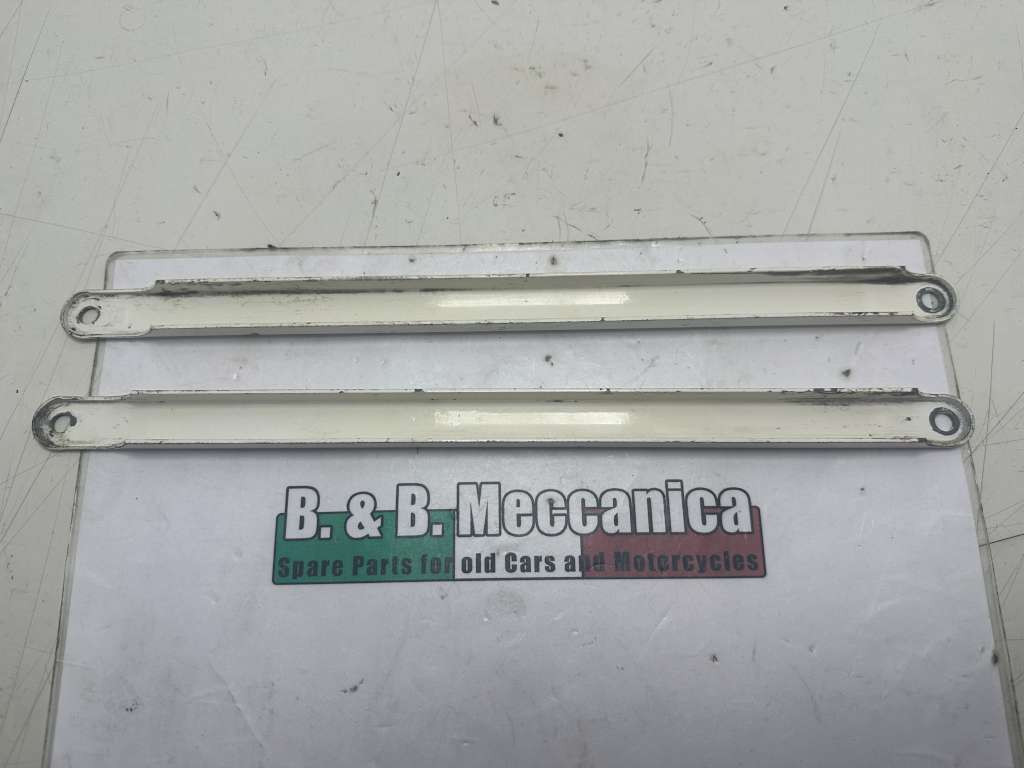 B. & B. Meccanica
Spare Parts for old Cars and Motorcycles